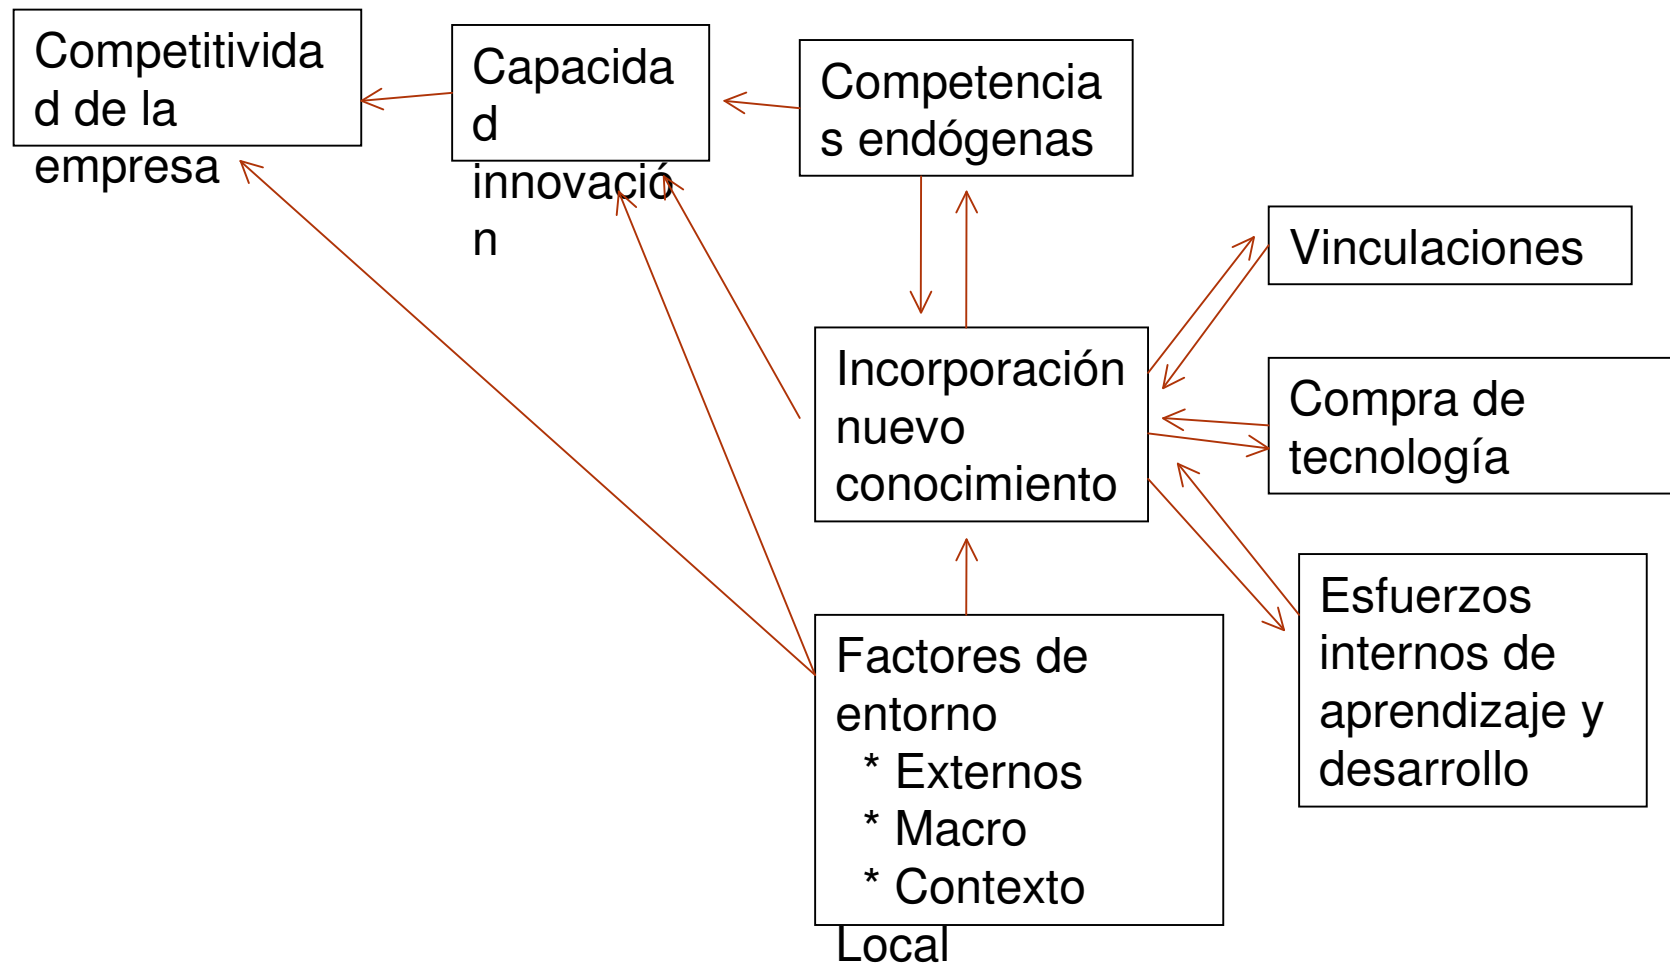 Competitivida
d de la
empresa
Capacida
d
innovació
n
Competencia
s endógenas
Vinculaciones
Incorporación
nuevo
conocimiento
Compra de
tecnología
Esfuerzos
internos de
aprendizaje y
desarrollo
Factores de
entorno
* Externos
* Macro
* Contexto
Local